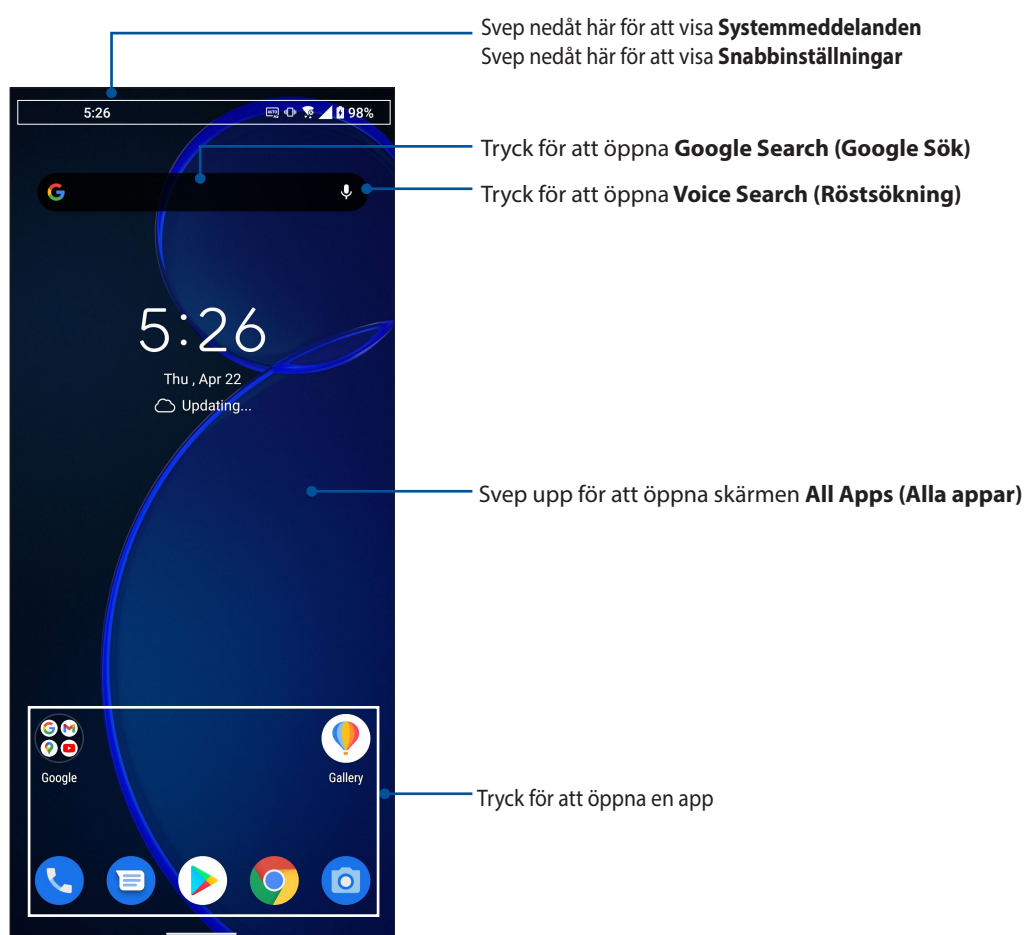 Svep nedåt här för att visa Systemmeddelanden
Svep nedåt här för att visa Snabbinställningar
5:26
98%
Tryck för att öppna Google Search (Google Sök)
Tryck för att öppna Voice Search (Röstsökning)
5:26
Thu , Apr 22
Updating...
Svep upp för att öppna skärmen All Apps (Alla appar)
Google
Gallery
Tryck för att öppna en app